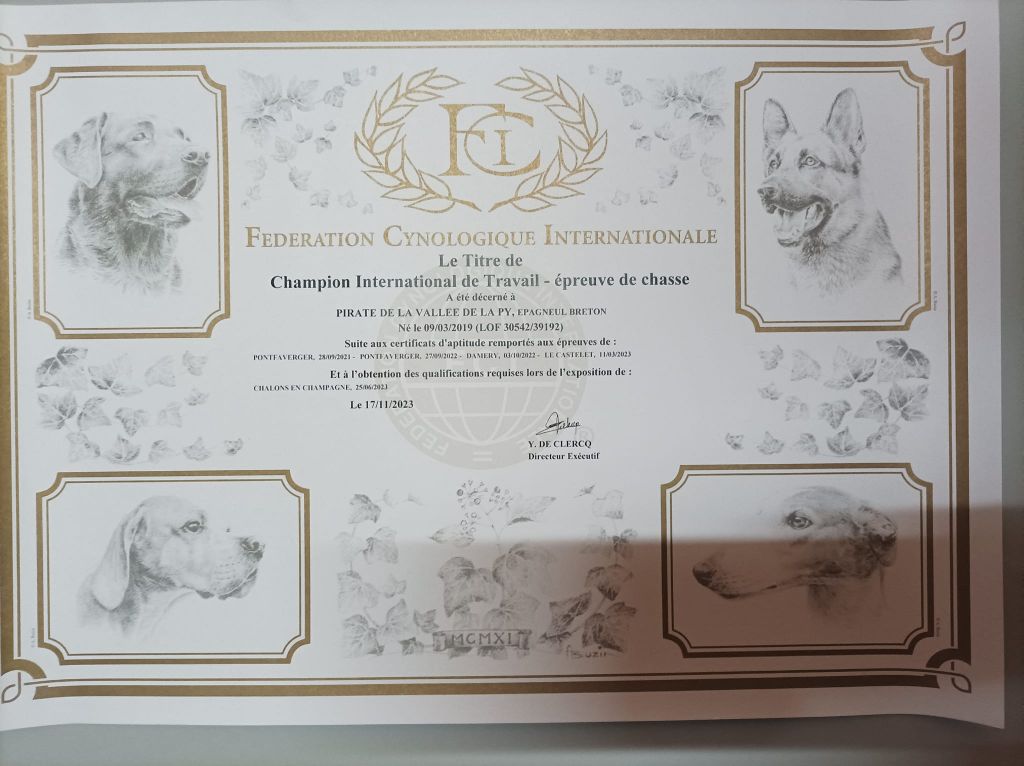 FCI
FEDERATION CYNOLOGIQUE INTERNATIONALE
Le Titre de
Champion International de Travail - épreuve de chasse
A été décerné à
PIRATE DE LA VALLEE DE LA PY, EPAGNEUL BRETON
Né le 09/03/2019 (LOF 30542/39192)
Suite aux certificats d'aptitude remportés aux épreuves de :
PONTFAVERGER, 28/09/2021 - PONTFAVERGER, 27/09/2022 - DAMERY, 03/10/2022 - LE CASTELET, 11/03/2023
Et à l'obtention des qualifications requises lors de l'exposition de :
CHALONS EN CHAMPAGNE, 25/06/2023
Le 17/11/2023
Y. DE CLERCQ
Directeur Exécutif
MCMXI